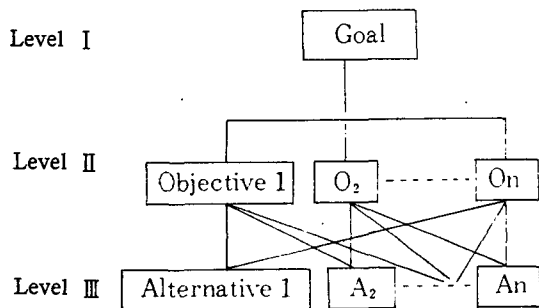 Level I
Goal
Level II
Objective 1
O₂
On
Level III
Alternative 1
A₂
An